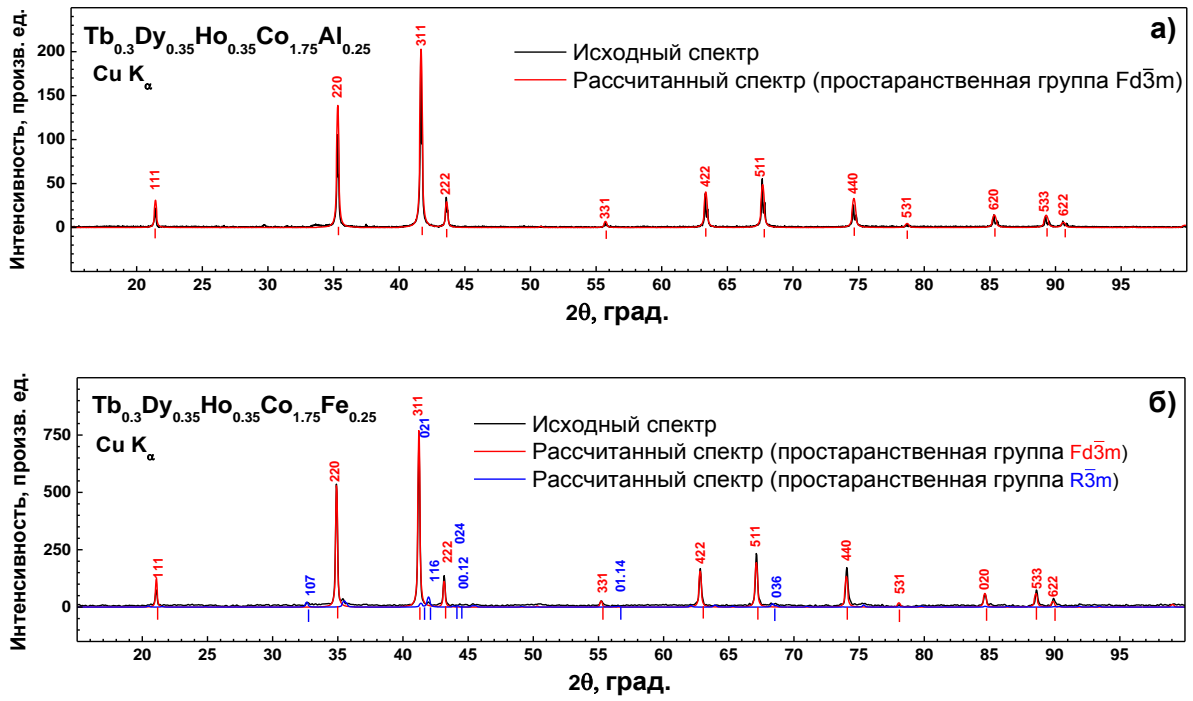 Tb0.3Dy0.35Ho0.35Co1.75Al0.25
Cu Kα
а)
Исходный спектр
Рассчитанный спектр (простаранственная группа Fd3̅m)
Интенсивность, произв. ед.
200
150
100
50
0
111
220
311
222
331
422
511
440
531
620
533
622
20 25 30 35 40 45 50 55 60 65 70 75 80 85 90 95
2θ, град.
Tb0.3Dy0.35Ho0.35Co1.75Fe0.25
Cu Kα
б)
Исходный спектр
Рассчитанный спектр (простаранственная группа Fd3̅m)
Рассчитанный спектр (простаранственная группа R3̅m)
Интенсивность, произв. ед.
750
500
250
0
111
107
220
311
021
116
222
024
00.12
331
01.14
422
511
036
440
531
020
533
622
20 25 30 35 40 45 50 55 60 65 70 75 80 85 90 95
2θ, град.